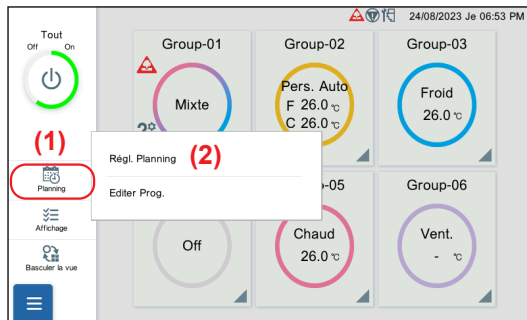 24/08/2023 Je 06:53 PM
Tout
Off On
(1)
Planning
Affichage
Basculer la vue
Régl. Planning (2)
Editer Prog.
Group-01
Mixte
Group-02
Pers. Auto
F 26.0 °C
C 26.0 °C
Group-03
Froid
26.0 °C
Off
-05
Chaud
26.0 °C
Group-06
Vent.
- °C